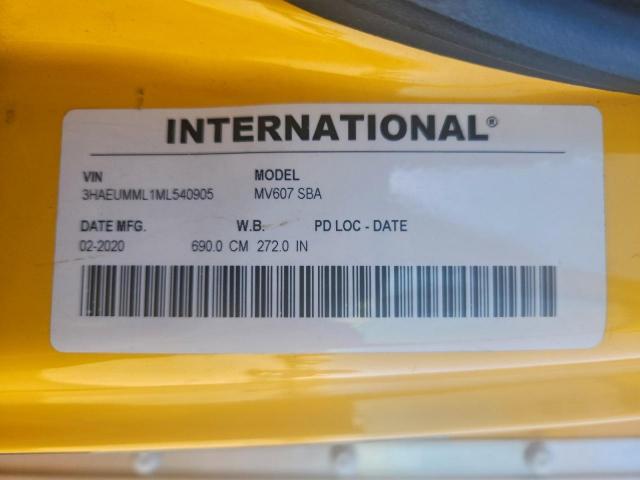 INTERNATIONAL®
VIN MODEL
3HAEUMML1ML540905 MV607 SBA
DATE MFG. W.B. PD LOC - DATE
02-2020 690.0 CM 272.0 IN